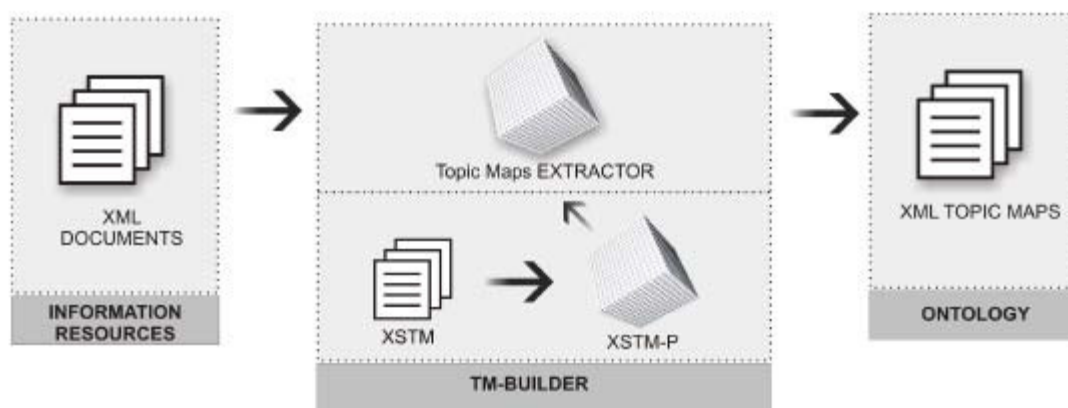 XML
DOCUMENTS
INFORMATION
RESOURCES
Topic Maps EXTRACTOR
XSTM
XSTM-P
TM-BUILDER
XML TOPIC MAPS
ONTOLOGY